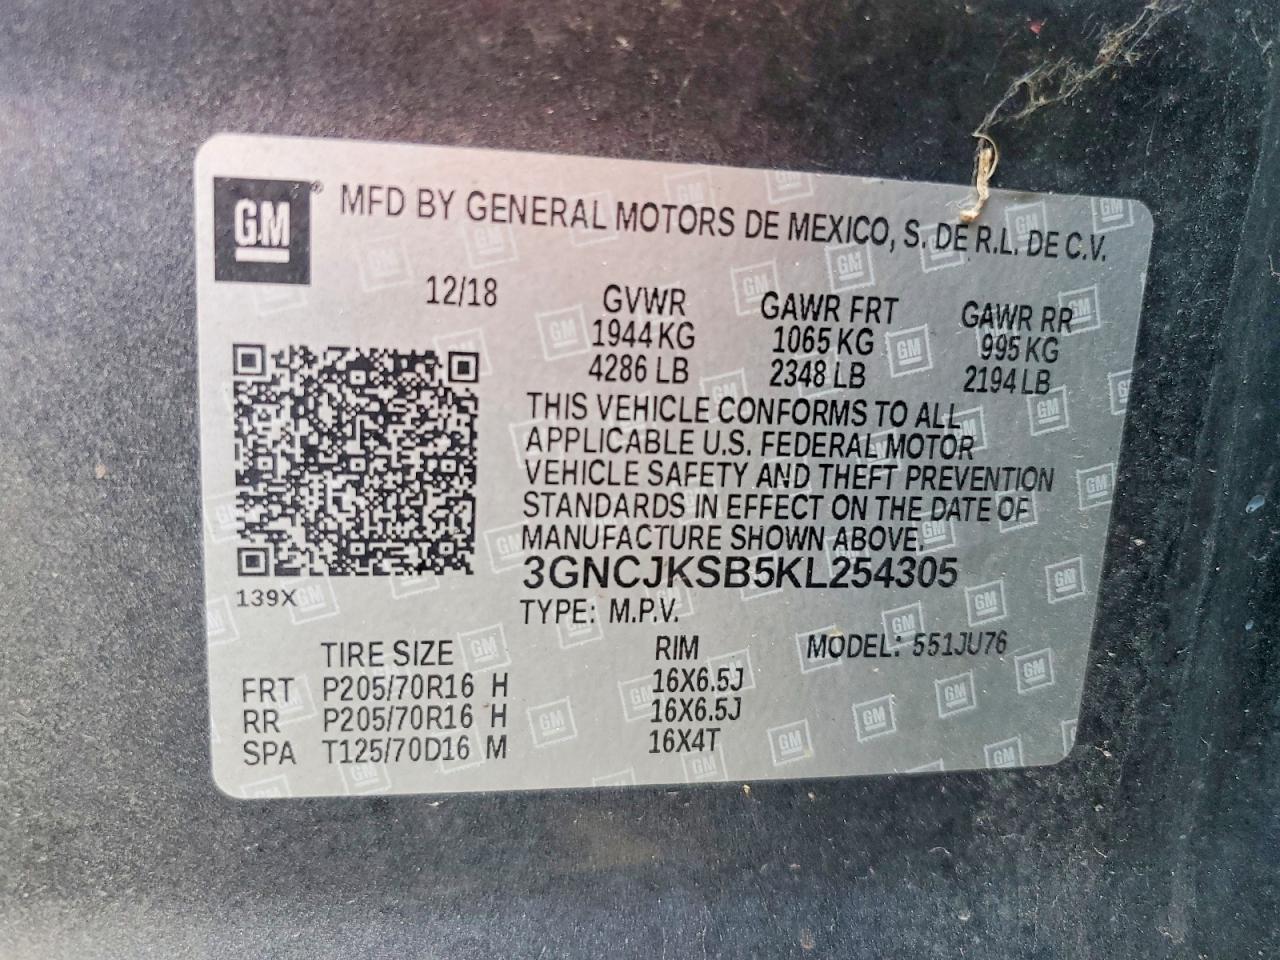 GM
® MFD BY GENERAL MOTORS DE MEXICO, S. DE R.L. DE C.V.
12/18
GVWR GAWR FRT GAWR RR
1944 KG 1065 KG 995 KG
4286 LB 2348 LB 2194 LB
THIS VEHICLE CONFORMS TO ALL
APPLICABLE U.S. FEDERAL MOTOR
VEHICLE SAFETY AND THEFT PREVENTION
STANDARDS IN EFFECT ON THE DATE OF
MANUFACTURE SHOWN ABOVE.
3GNCJKSB5KL254305
139X
TYPE: M.P.V.
TIRE SIZE RIM MODEL: 551JU76
FRT P205/70R16 H 16X6.5J
RR P205/70R16 H 16X6.5J
SPA T125/70D16 M 16X4T